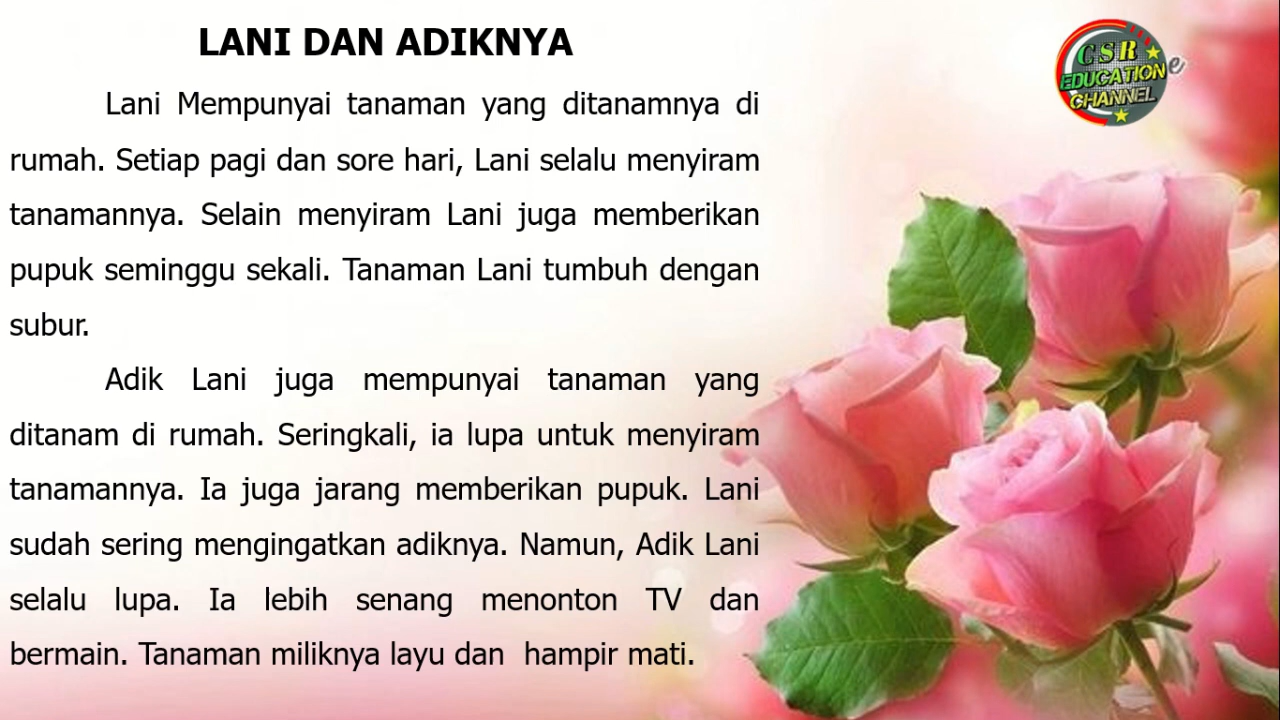 LANI DAN ADIKNYA
Lani Mempunyai tanaman yang ditanamnya di
rumah. Setiap pagi dan sore hari, Lani selalu menyiram
tanamannya. Selain menyiram Lani juga memberikan
pupuk seminggu sekali. Tanaman Lani tumbuh dengan
subur.
Adik Lani juga mempunyai tanaman yang
ditanam di rumah. Seringkali, ia lupa untuk menyiram
tanamannya. Ia juga jarang memberikan pupuk. Lani
sudah sering mengingatkan adiknya. Namun, Adik Lani
selalu lupa. Ia lebih senang menonton TV dan
bermain. Tanaman miliknya layu dan  hampir mati.
CSR
EDUCATION
CHANNEL